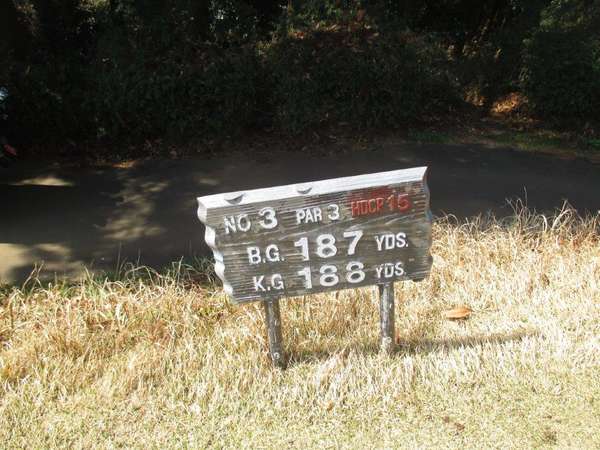 NO 3 PAR 3 HDCP 15
B.G. 187 YDS.
K.G 188 YDS.